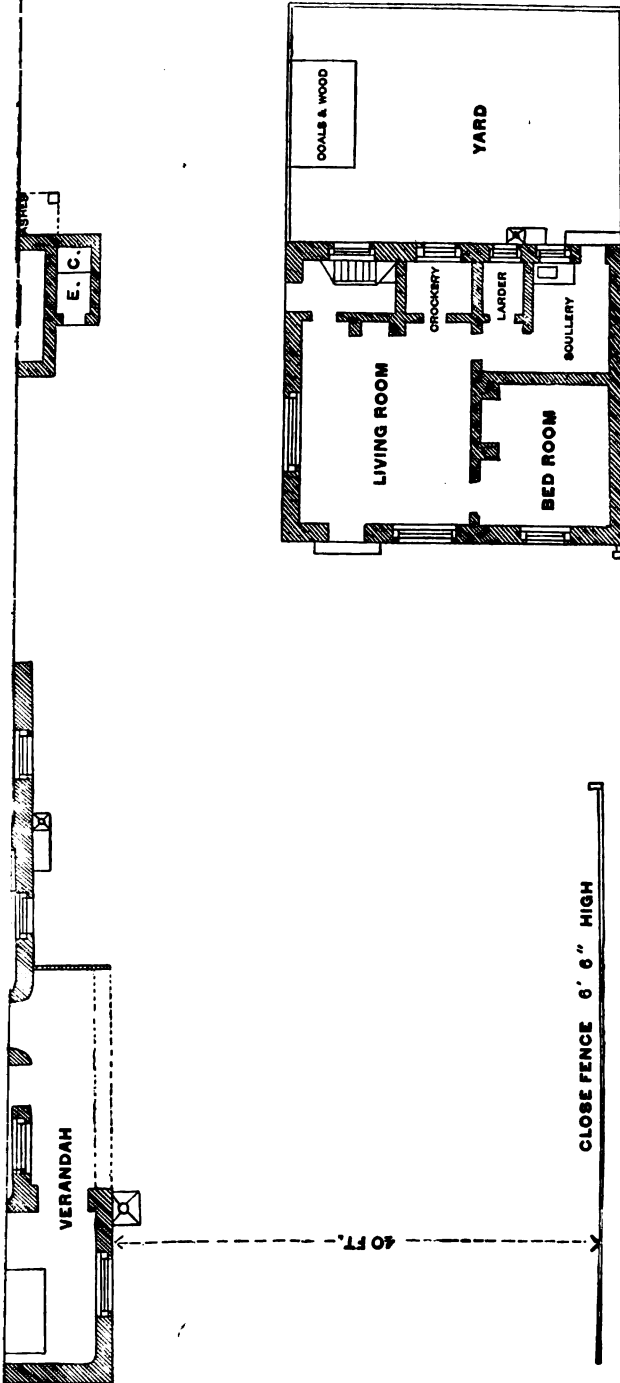 COALS & WOOD
YARD
ASHES
E. C.
CROCKERY
LARDER
SCULLERY
LIVING ROOM
BED ROOM
VERANDAH
40 FT.
CLOSE FENCE 6' 6" HIGH